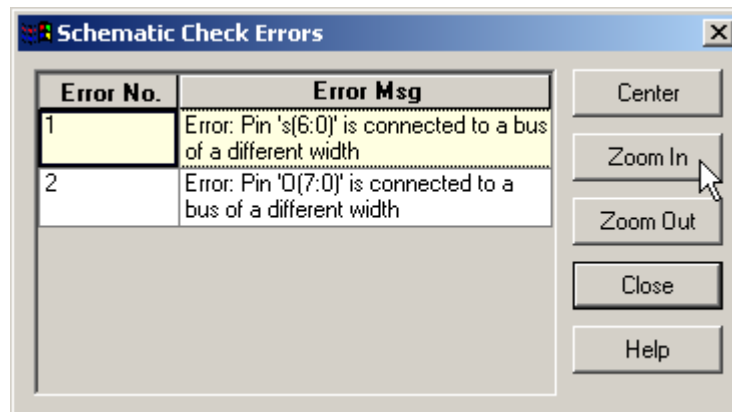 Schematic Check Errors
Error No.
Error Msg
1
Error: Pin 's(6:0)' is connected to a bus
of a different width
2
Error: Pin 'O(7:0)' is connected to a
bus of a different width
Center
Zoom In
Zoom Out
Close
Help